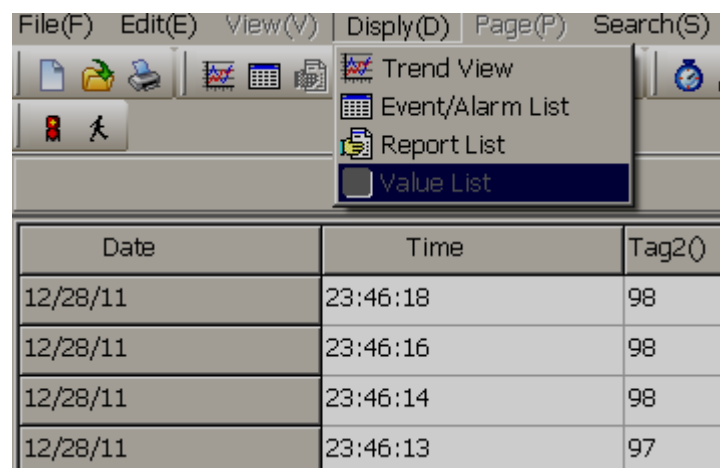 File(F) Edit(E) View(V) Disply(D) Page(P) Search(S)
Trend View
Event/Alarm List
Report List
Value List
Date Time Tag2()
12/28/11 23:46:18 98
12/28/11 23:46:16 98
12/28/11 23:46:14 98
12/28/11 23:46:13 97